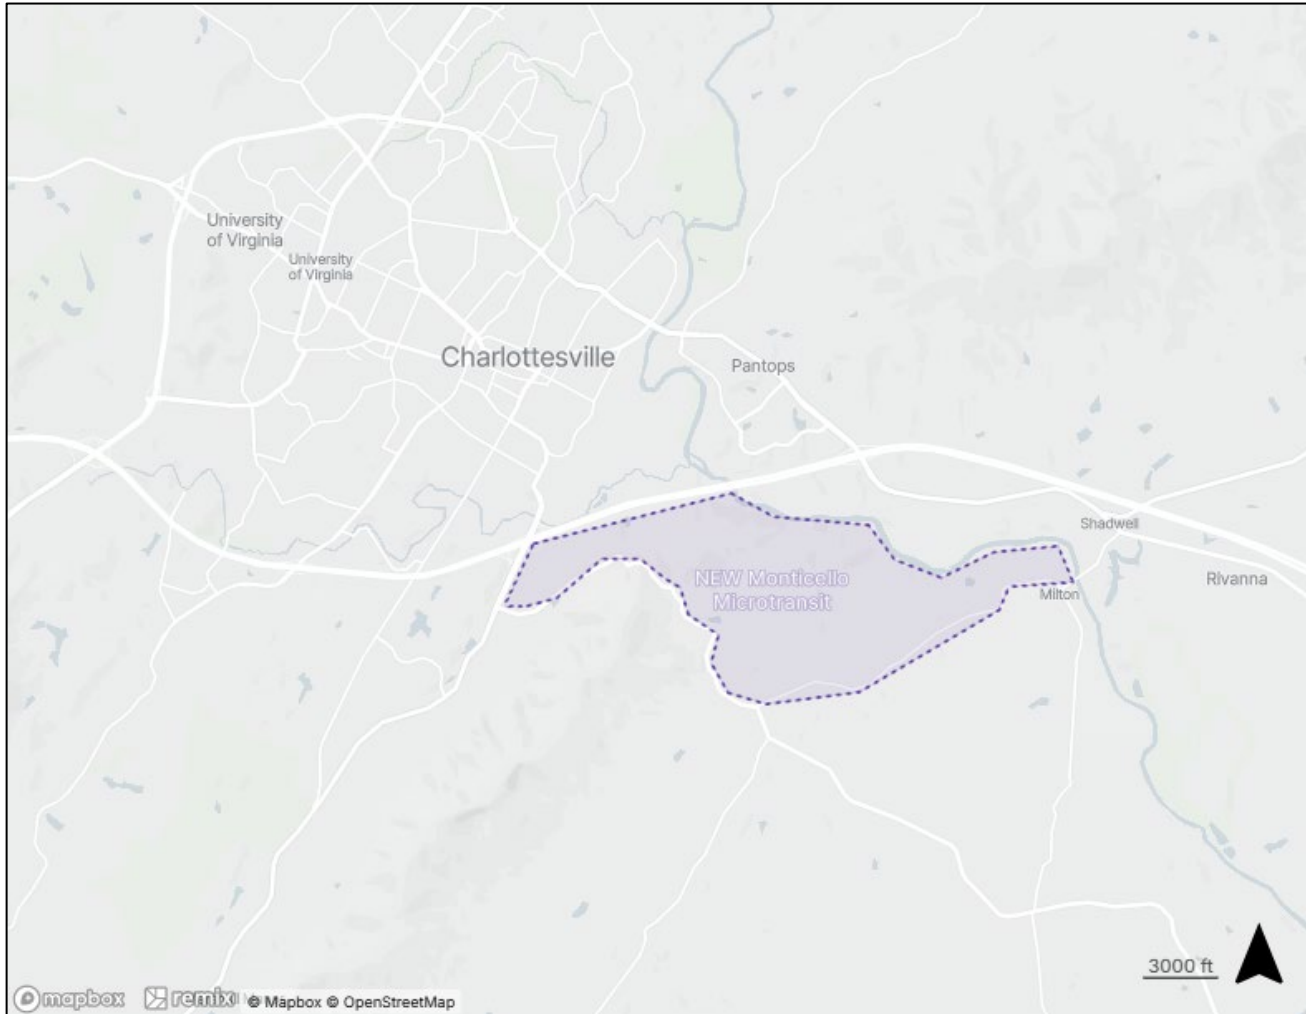 University
of Virginia
University
of Virginia
Charlottesville
Pantops
Shadwell
NEW Monticello
Microtransit
Rivanna
Milton
3000 ft
mapbox
remix
© Mapbox © OpenStreetMap